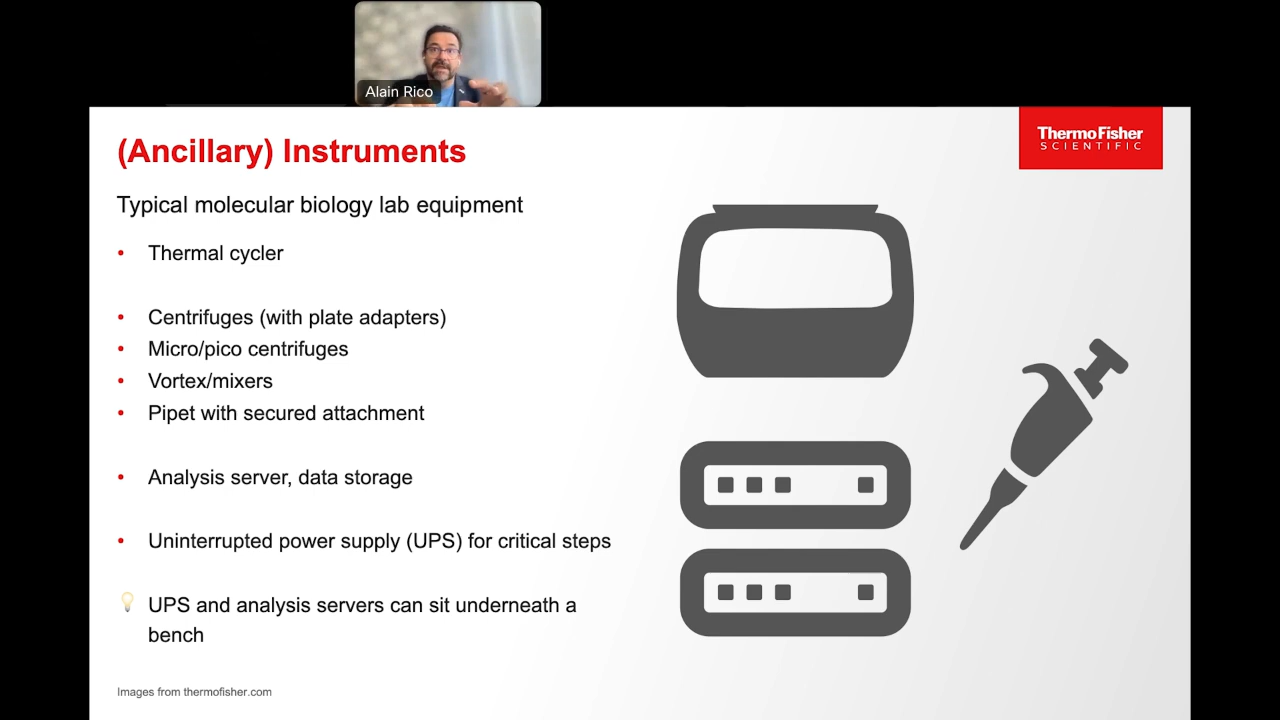 Alain Rico
(Ancillary) Instruments
ThermoFisher
SCIENTIFIC
Typical molecular biology lab equipment
• Thermal cycler
• Centrifuges (with plate adapters)
• Micro/pico centrifuges
• Vortex/mixers
• Pipet with secured attachment
• Analysis server, data storage
• Uninterrupted power supply (UPS) for critical steps
UPS and analysis servers can sit underneath a
bench
Images from thermofisher.com